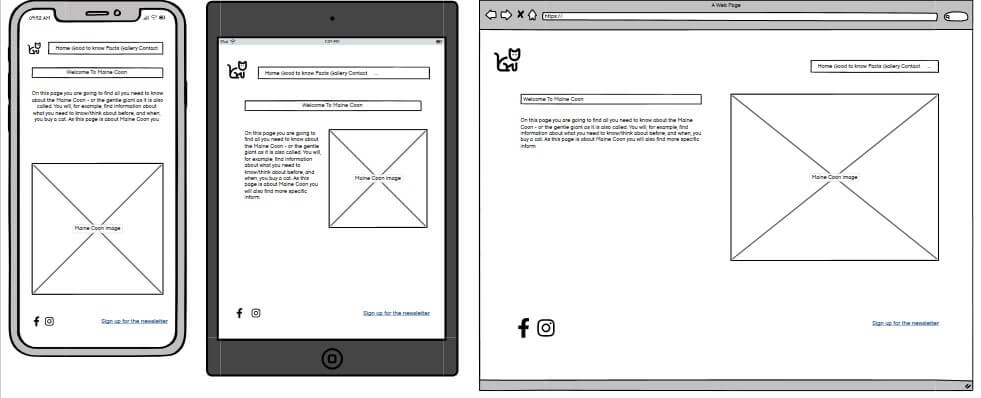 09:52 AM
Home Good to know Facts Gallery Contact
Welcome To Maine Coon
On this page you are going to find all you need to know
about the Maine Coon - or the gentle giant as it is also
called. You will, for example, find information about
what you need to know/think about before, and when,
you buy a cat. As this page is about Maine Coon you
Maine Coon image
Sign up for the newsletter
iPad
Home Good to know Facts Gallery Contact ...
Welcome To Maine Coon
On this page you are going to
find all you need to know about
the Maine Coon - or the gentle
giant as it is also called. You will,
for example, find information
about what you need to
know/think about before, and
when, you buy a cat. As this
page is about Maine Coon you
will also find more specific
inform
Maine Coon image
Sign up for the newsletter
A Web Page
https://
Home Good to know Facts Gallery Contact ...
Welcome To Maine Coon
On this page you are going to find all you need to know about the Maine
Coon - or the gentle giant as it is also called. You will, for example, find
information about what you need to know/think about before, and when, you
buy a cat. As this page is about Maine Coon you will also find more specific
inform
Maine Coon image
Sign up for the newsletter